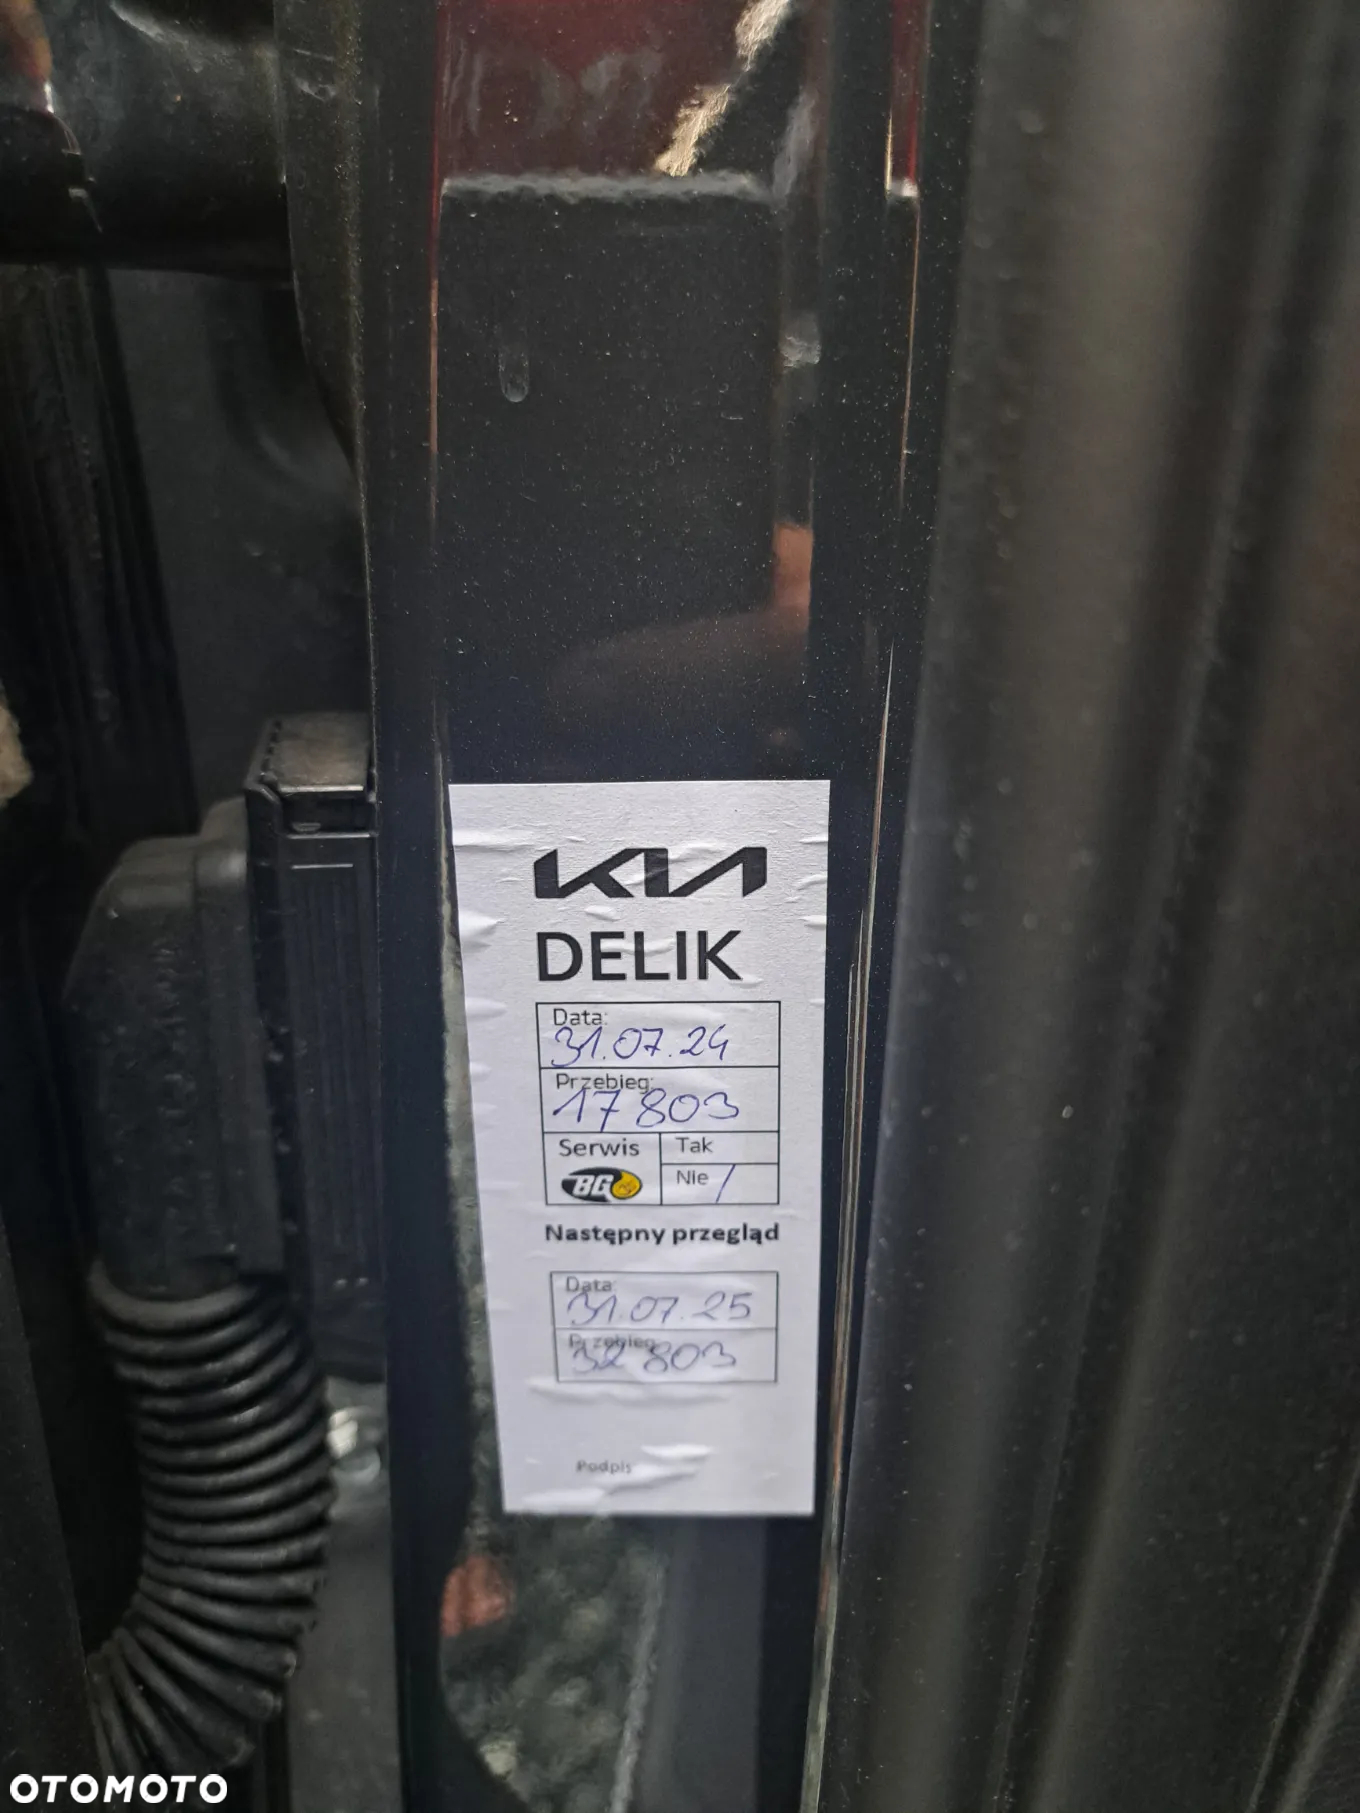 KIA
DELIK
Data:
31.07.24
Przebieg:
17 803
Serwis
Tak
BG
Nie /
Następny przegląd
Data
31.07.25
Przebieg
32 803
Podpis
OTOMOTO